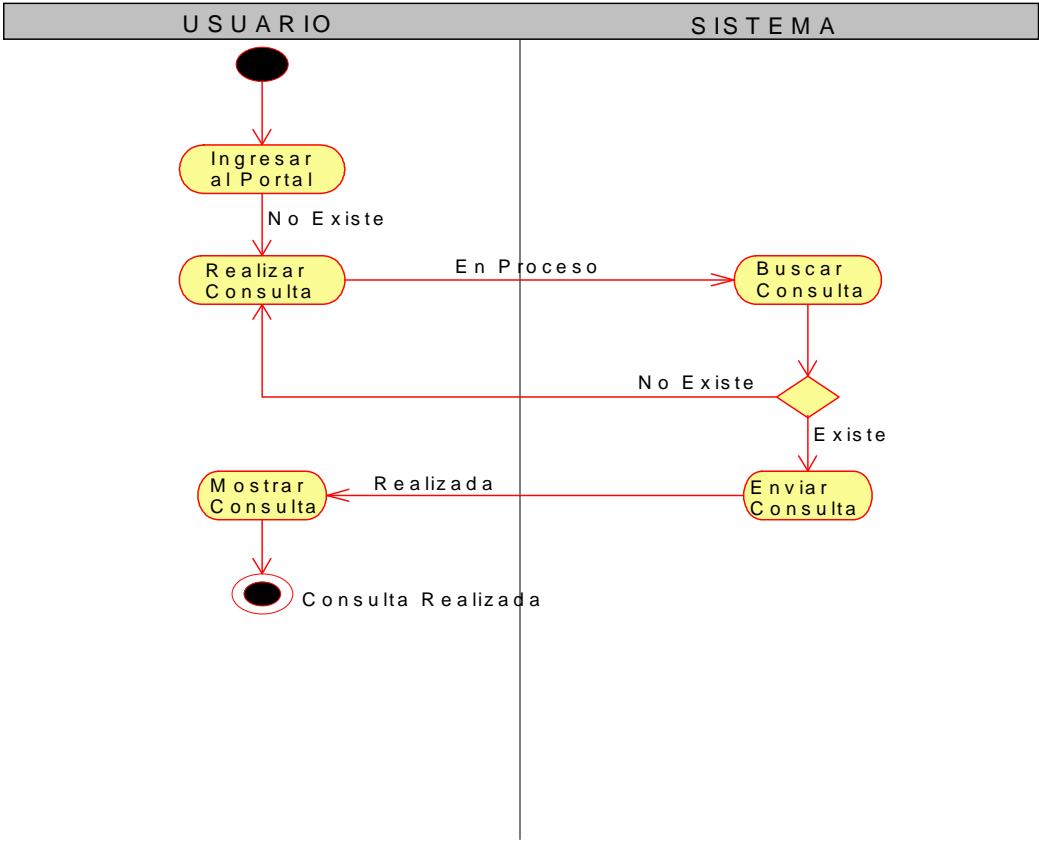 USUARIO
SISTEMA
Ingresar
al Portal
No Existe
Realizar
Consulta
En Proceso
Buscar
Consulta
No Existe
Existe
Mostrar
Consulta
Realizada
Enviar
Consulta
Consulta Realizada